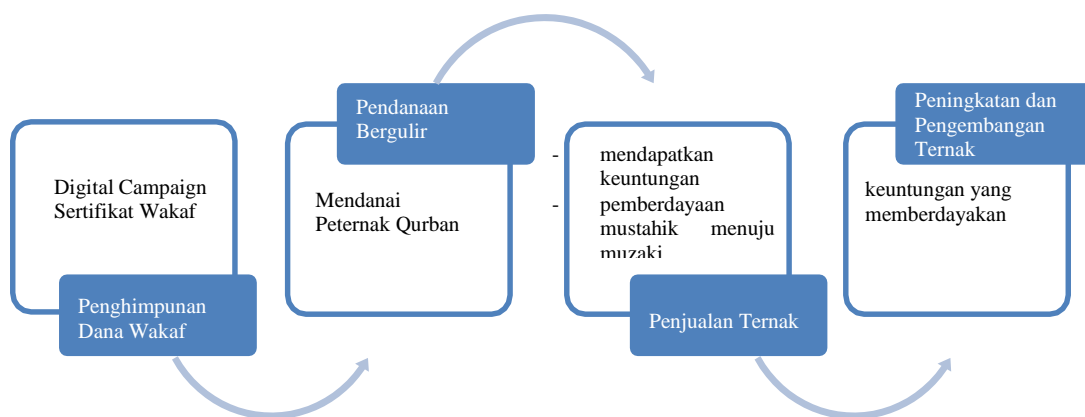 Digital Campaign
Sertifikat Wakaf
Penghimpunan
Dana Wakaf
Pendanaan
Bergulir
Mendanai
Peternak Qurban
- mendapatkan
keuntungan
- pemberdayaan
mustahik menuju
muzaki
Penjualan Ternak
Peningkatan dan
Pengembangan
Ternak
keuntungan yang
memberdayakan